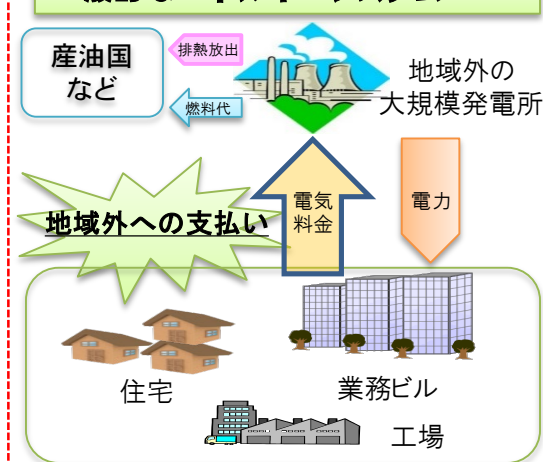 産油国
など
排熱放出
燃料代
地域外の
大規模発電所
地域外への支払い
電気
料金
電力
住宅
業務ビル
工場